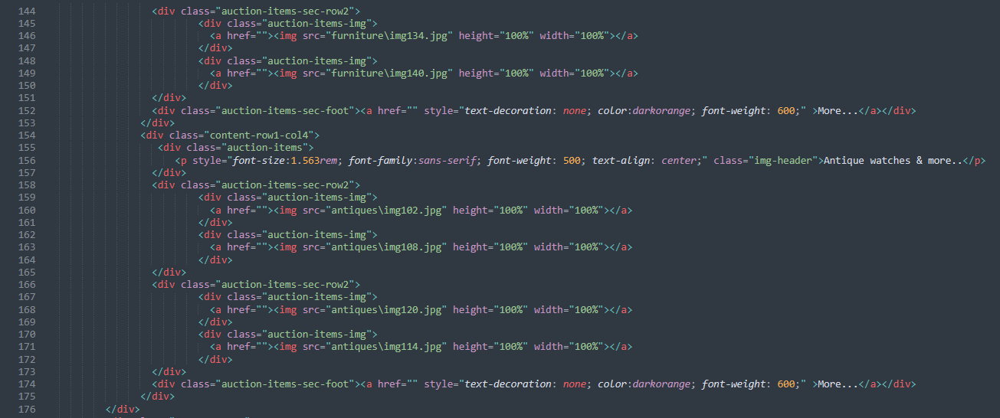 144 <div class="auction-items-sec-row2">
145 <div class="auction-items-img">
146 <a href=""><img src="furniture\img134.jpg" height="100%" width="100%"></a>
147 </div>
148 <div class="auction-items-img">
149 <a href=""><img src="furniture\img140.jpg" height="100%" width="100%"></a>
150 </div>
151 </div>
152 <div class="auction-items-sec-foot"><a href="" style="text-decoration: none; color:darkorange; font-weight: 600;" >More...</a></div>
153 </div>
154 <div class="content-row1-col4">
155 <div class="auction-items">
156 <p style="font-size:1.563rem; font-family:sans-serif; font-weight: 500; text-align: center;" class="img-header">Antique watches & more..</p>
157 </div>
158 <div class="auction-items-sec-row2">
159 <div class="auction-items-img">
160 <a href=""><img src="antiques\img102.jpg" height="100%" width="100%"></a>
161 </div>
162 <div class="auction-items-img">
163 <a href=""><img src="antiques\img108.jpg" height="100%" width="100%"></a>
164 </div>
165 </div>
166 <div class="auction-items-sec-row2">
167 <div class="auction-items-img">
168 <a href=""><img src="antiques\img120.jpg" height="100%" width="100%"></a>
169 </div>
170 <div class="auction-items-img">
171 <a href=""><img src="antiques\img114.jpg" height="100%" width="100%"></a>
172 </div>
173 </div>
174 <div class="auction-items-sec-foot"><a href="" style="text-decoration: none; color:darkorange; font-weight: 600;" >More...</a></div>
175 </div>
176 </div>